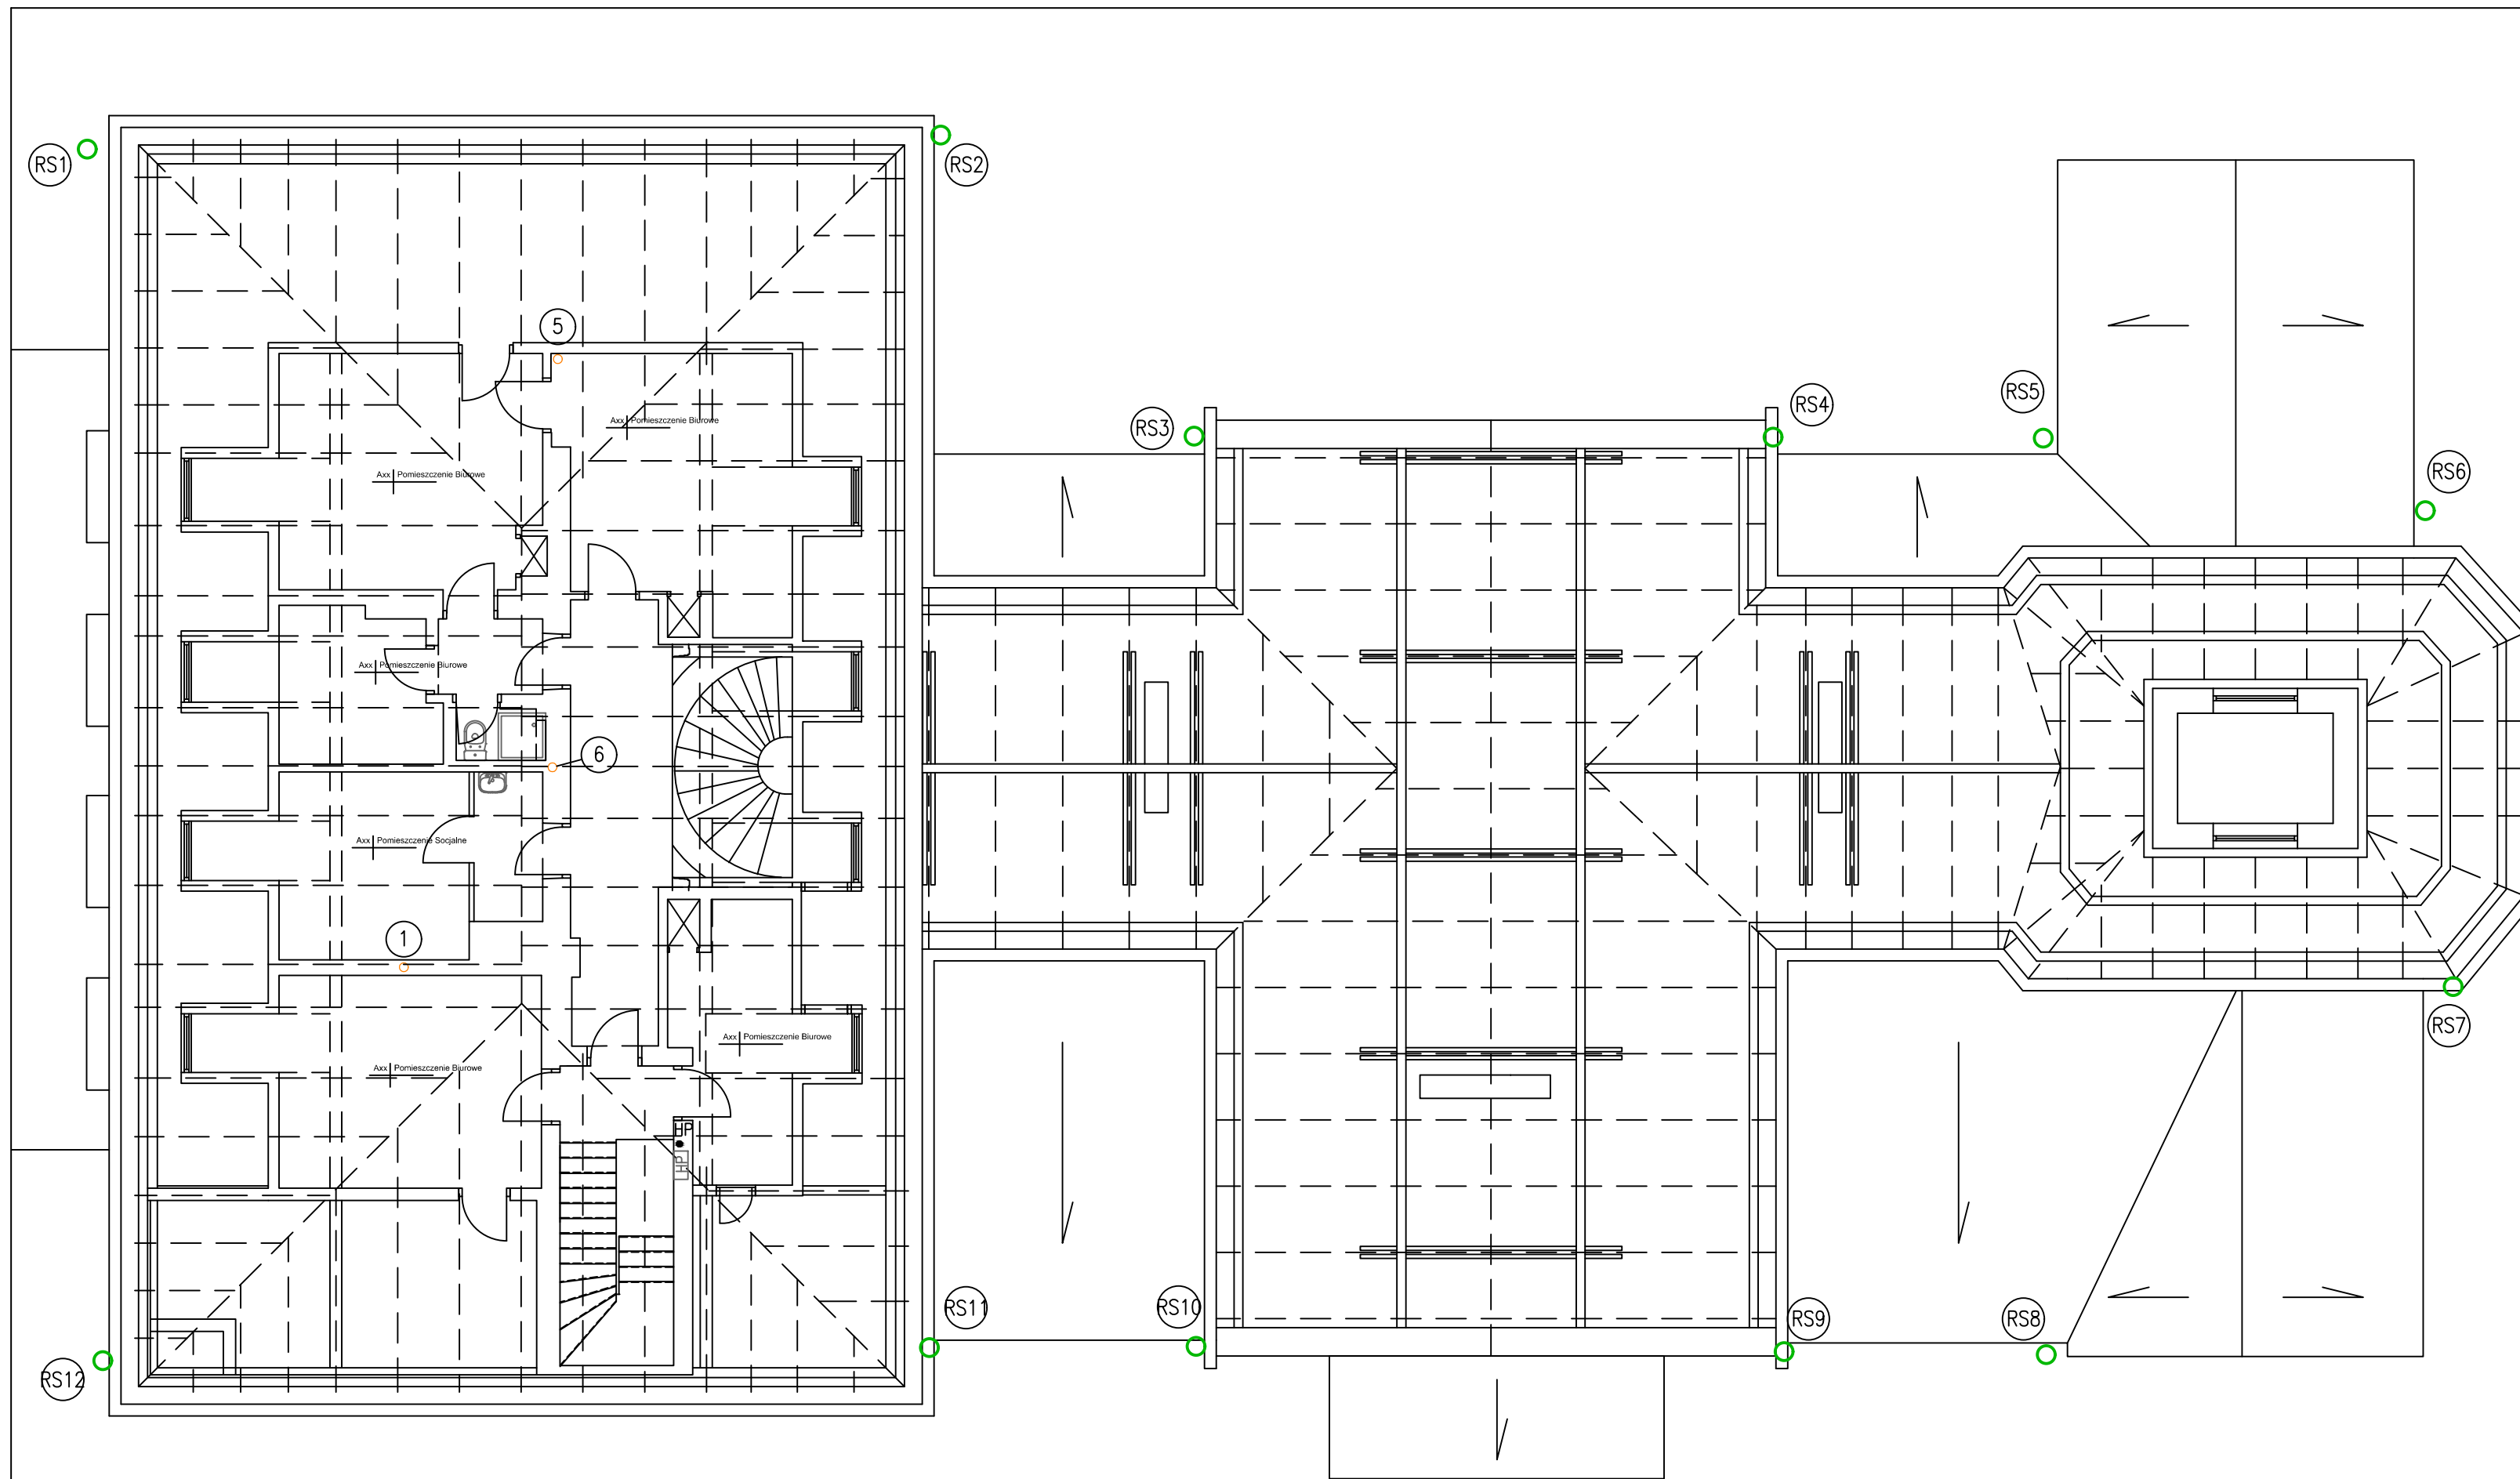 RS1
RS2
5
RS5
RS4
RS3
Axx Pomieszczenie Biurowe
RS6
Axx Pomieszczenie Biurowe
Axx Pomieszczenie Biurowe
6
Axx Pomieszczenie Socjalne
1
RS7
Axx Pomieszczenie Biurowe
Axx Pomieszczenie Biurowe
HP
HP
RS11
RS10
RS9
RS8
RS12